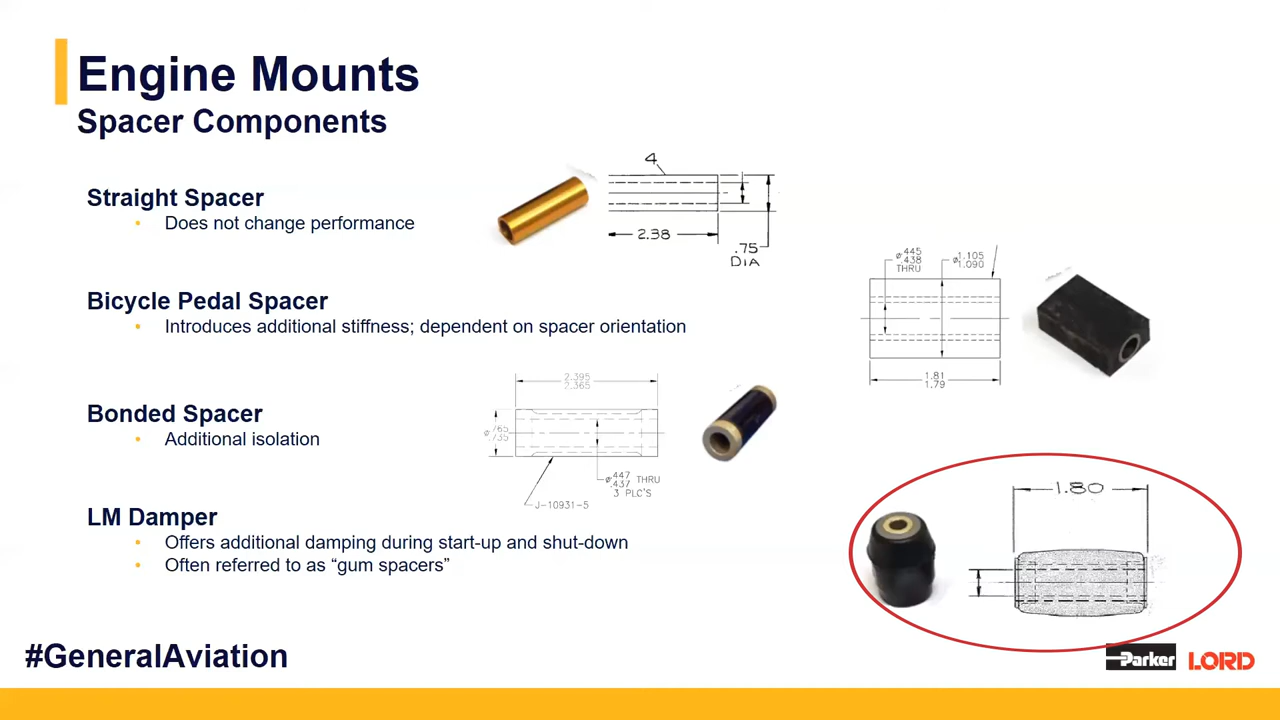 Engine Mounts
Spacer Components
Straight Spacer
• Does not change performance
4
2.38
.75
DIA
Bicycle Pedal Spacer
• Introduces additional stiffness; dependent on spacer orientation
ø.445
.438
THRU
ø1.105
1.090
1.81
1.79
Bonded Spacer
• Additional isolation
2.395
2.365
ø.765
.735
ø.447 THRU
.437
3 PLC'S
J-10931-5
LM Damper
• Offers additional damping during start-up and shut-down
• Often referred to as “gum spacers”
1.80
#GeneralAviation
Parker LORD